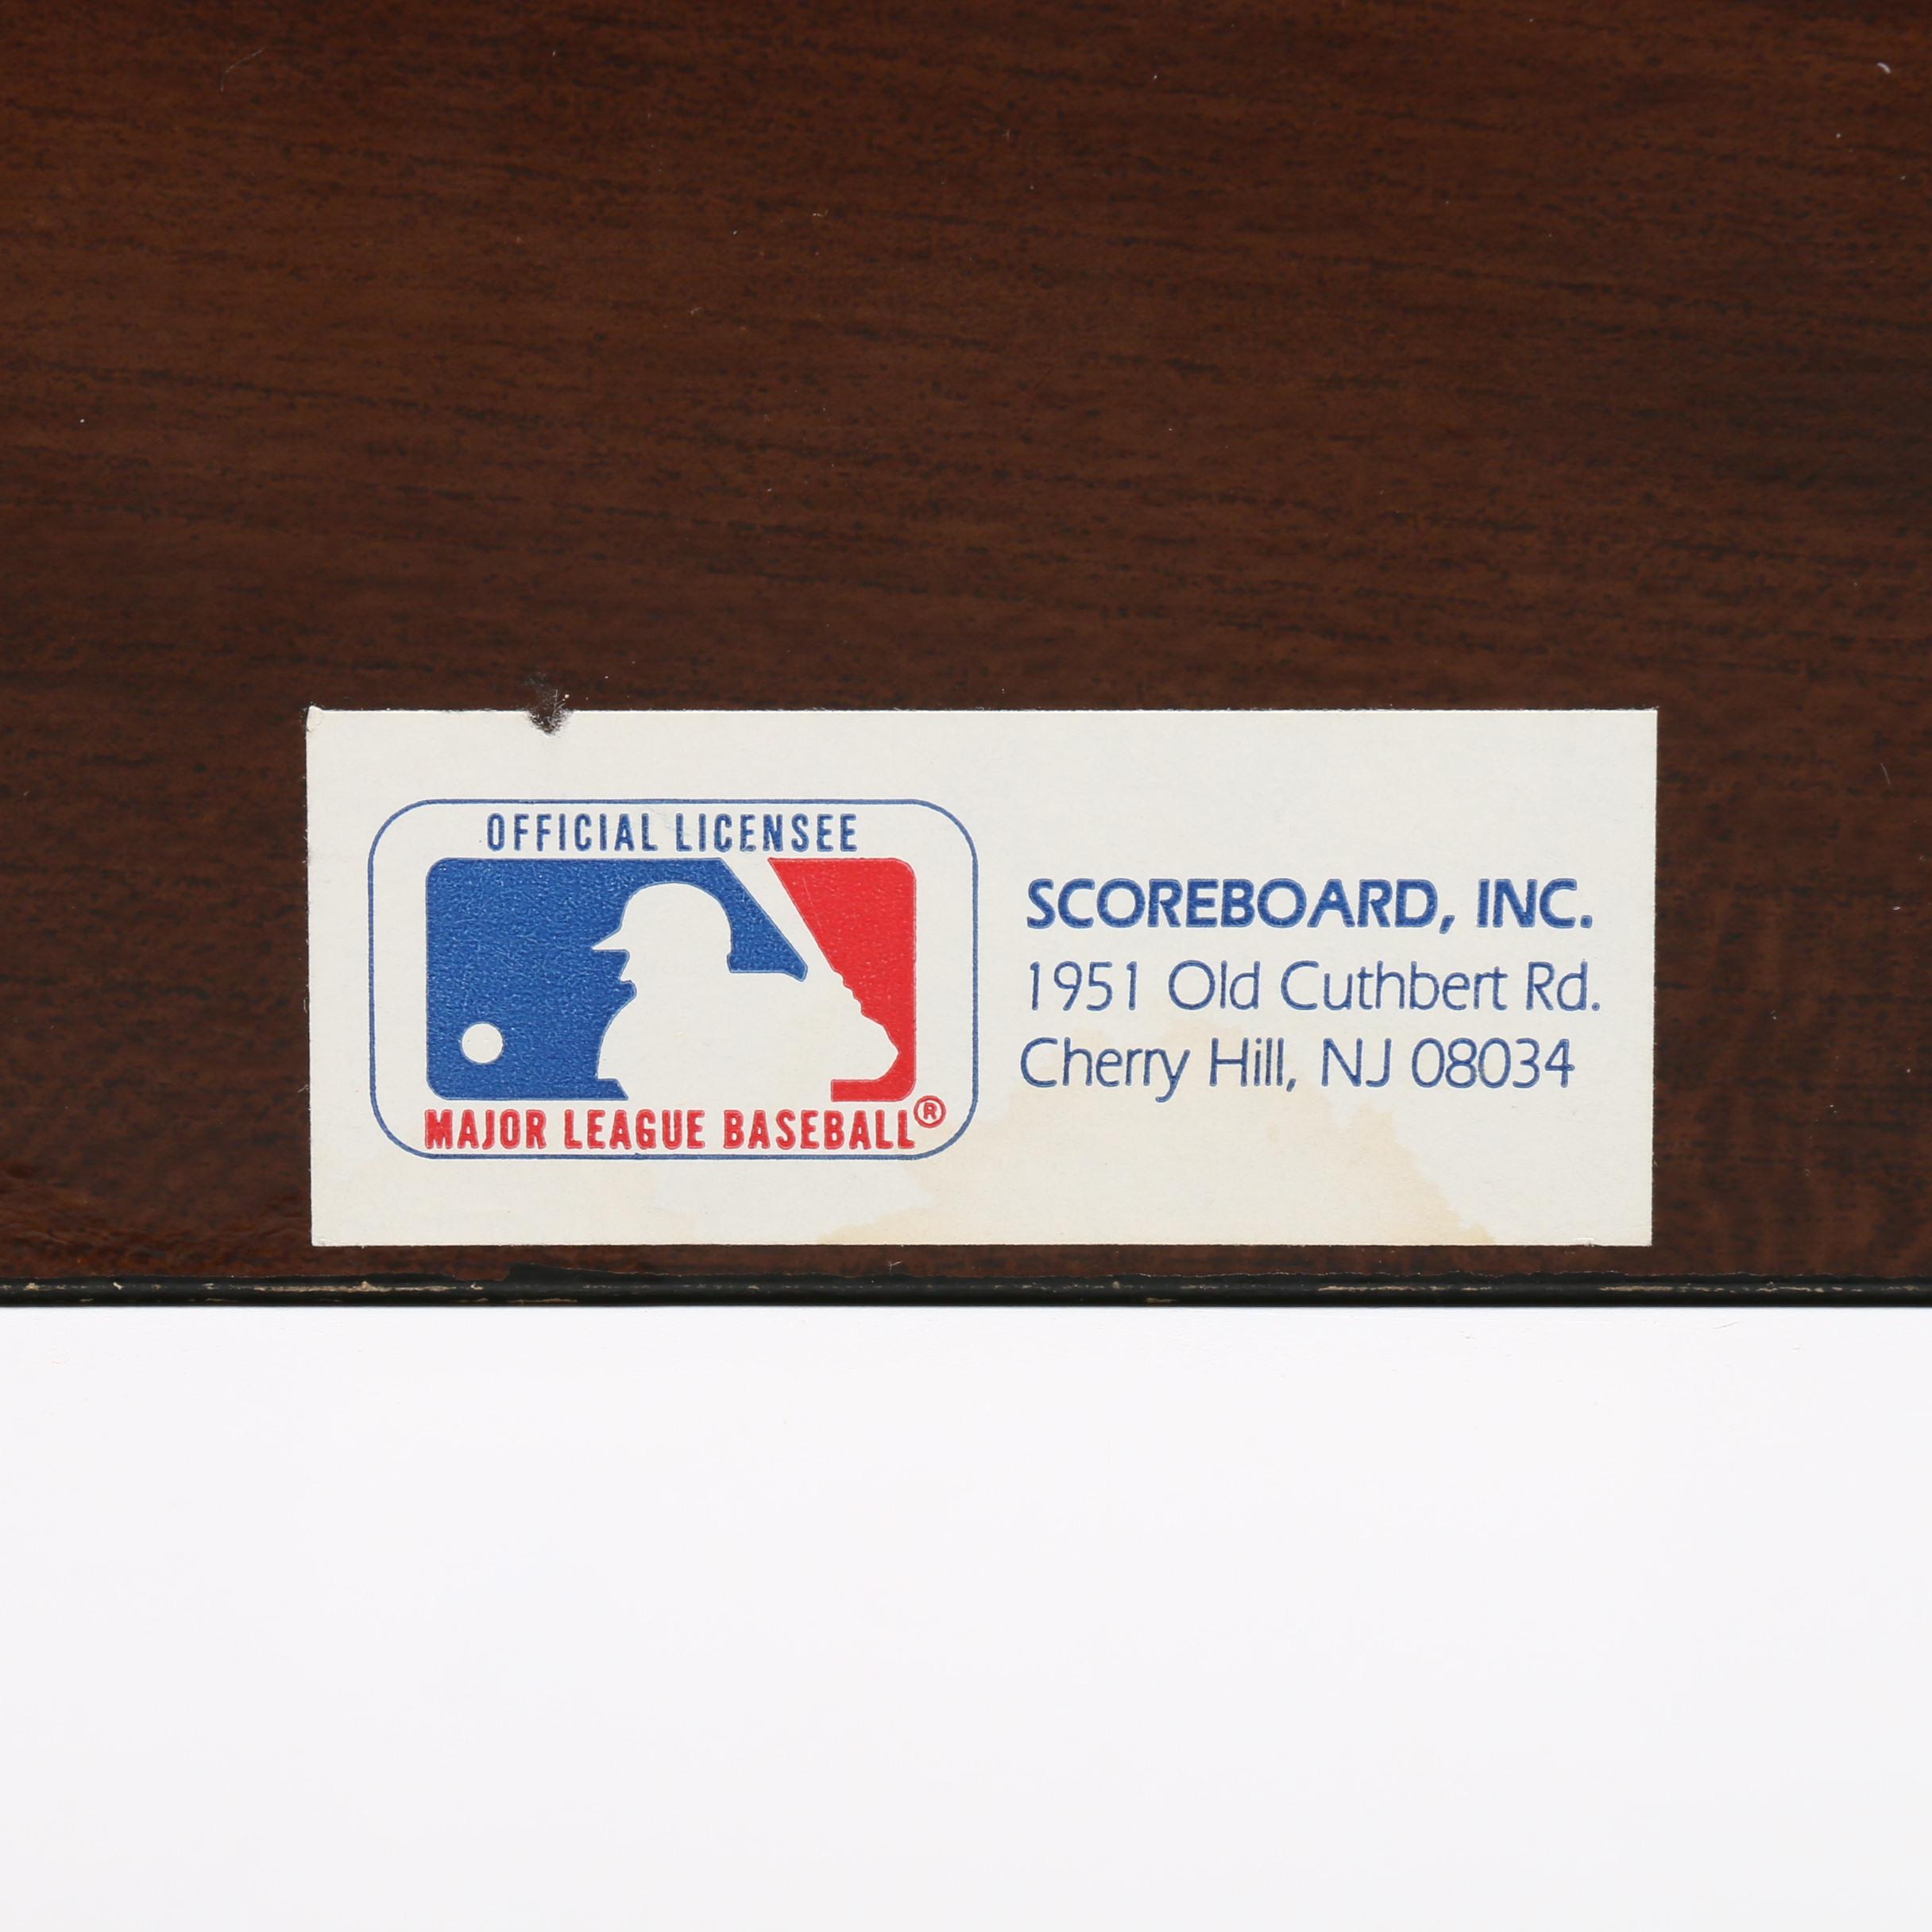 OFFICIAL LICENSEE
MAJOR LEAGUE BASEBALL®
SCOREBOARD, INC.
1951 Old Cuthbert Rd.
Cherry Hill, NJ 08034